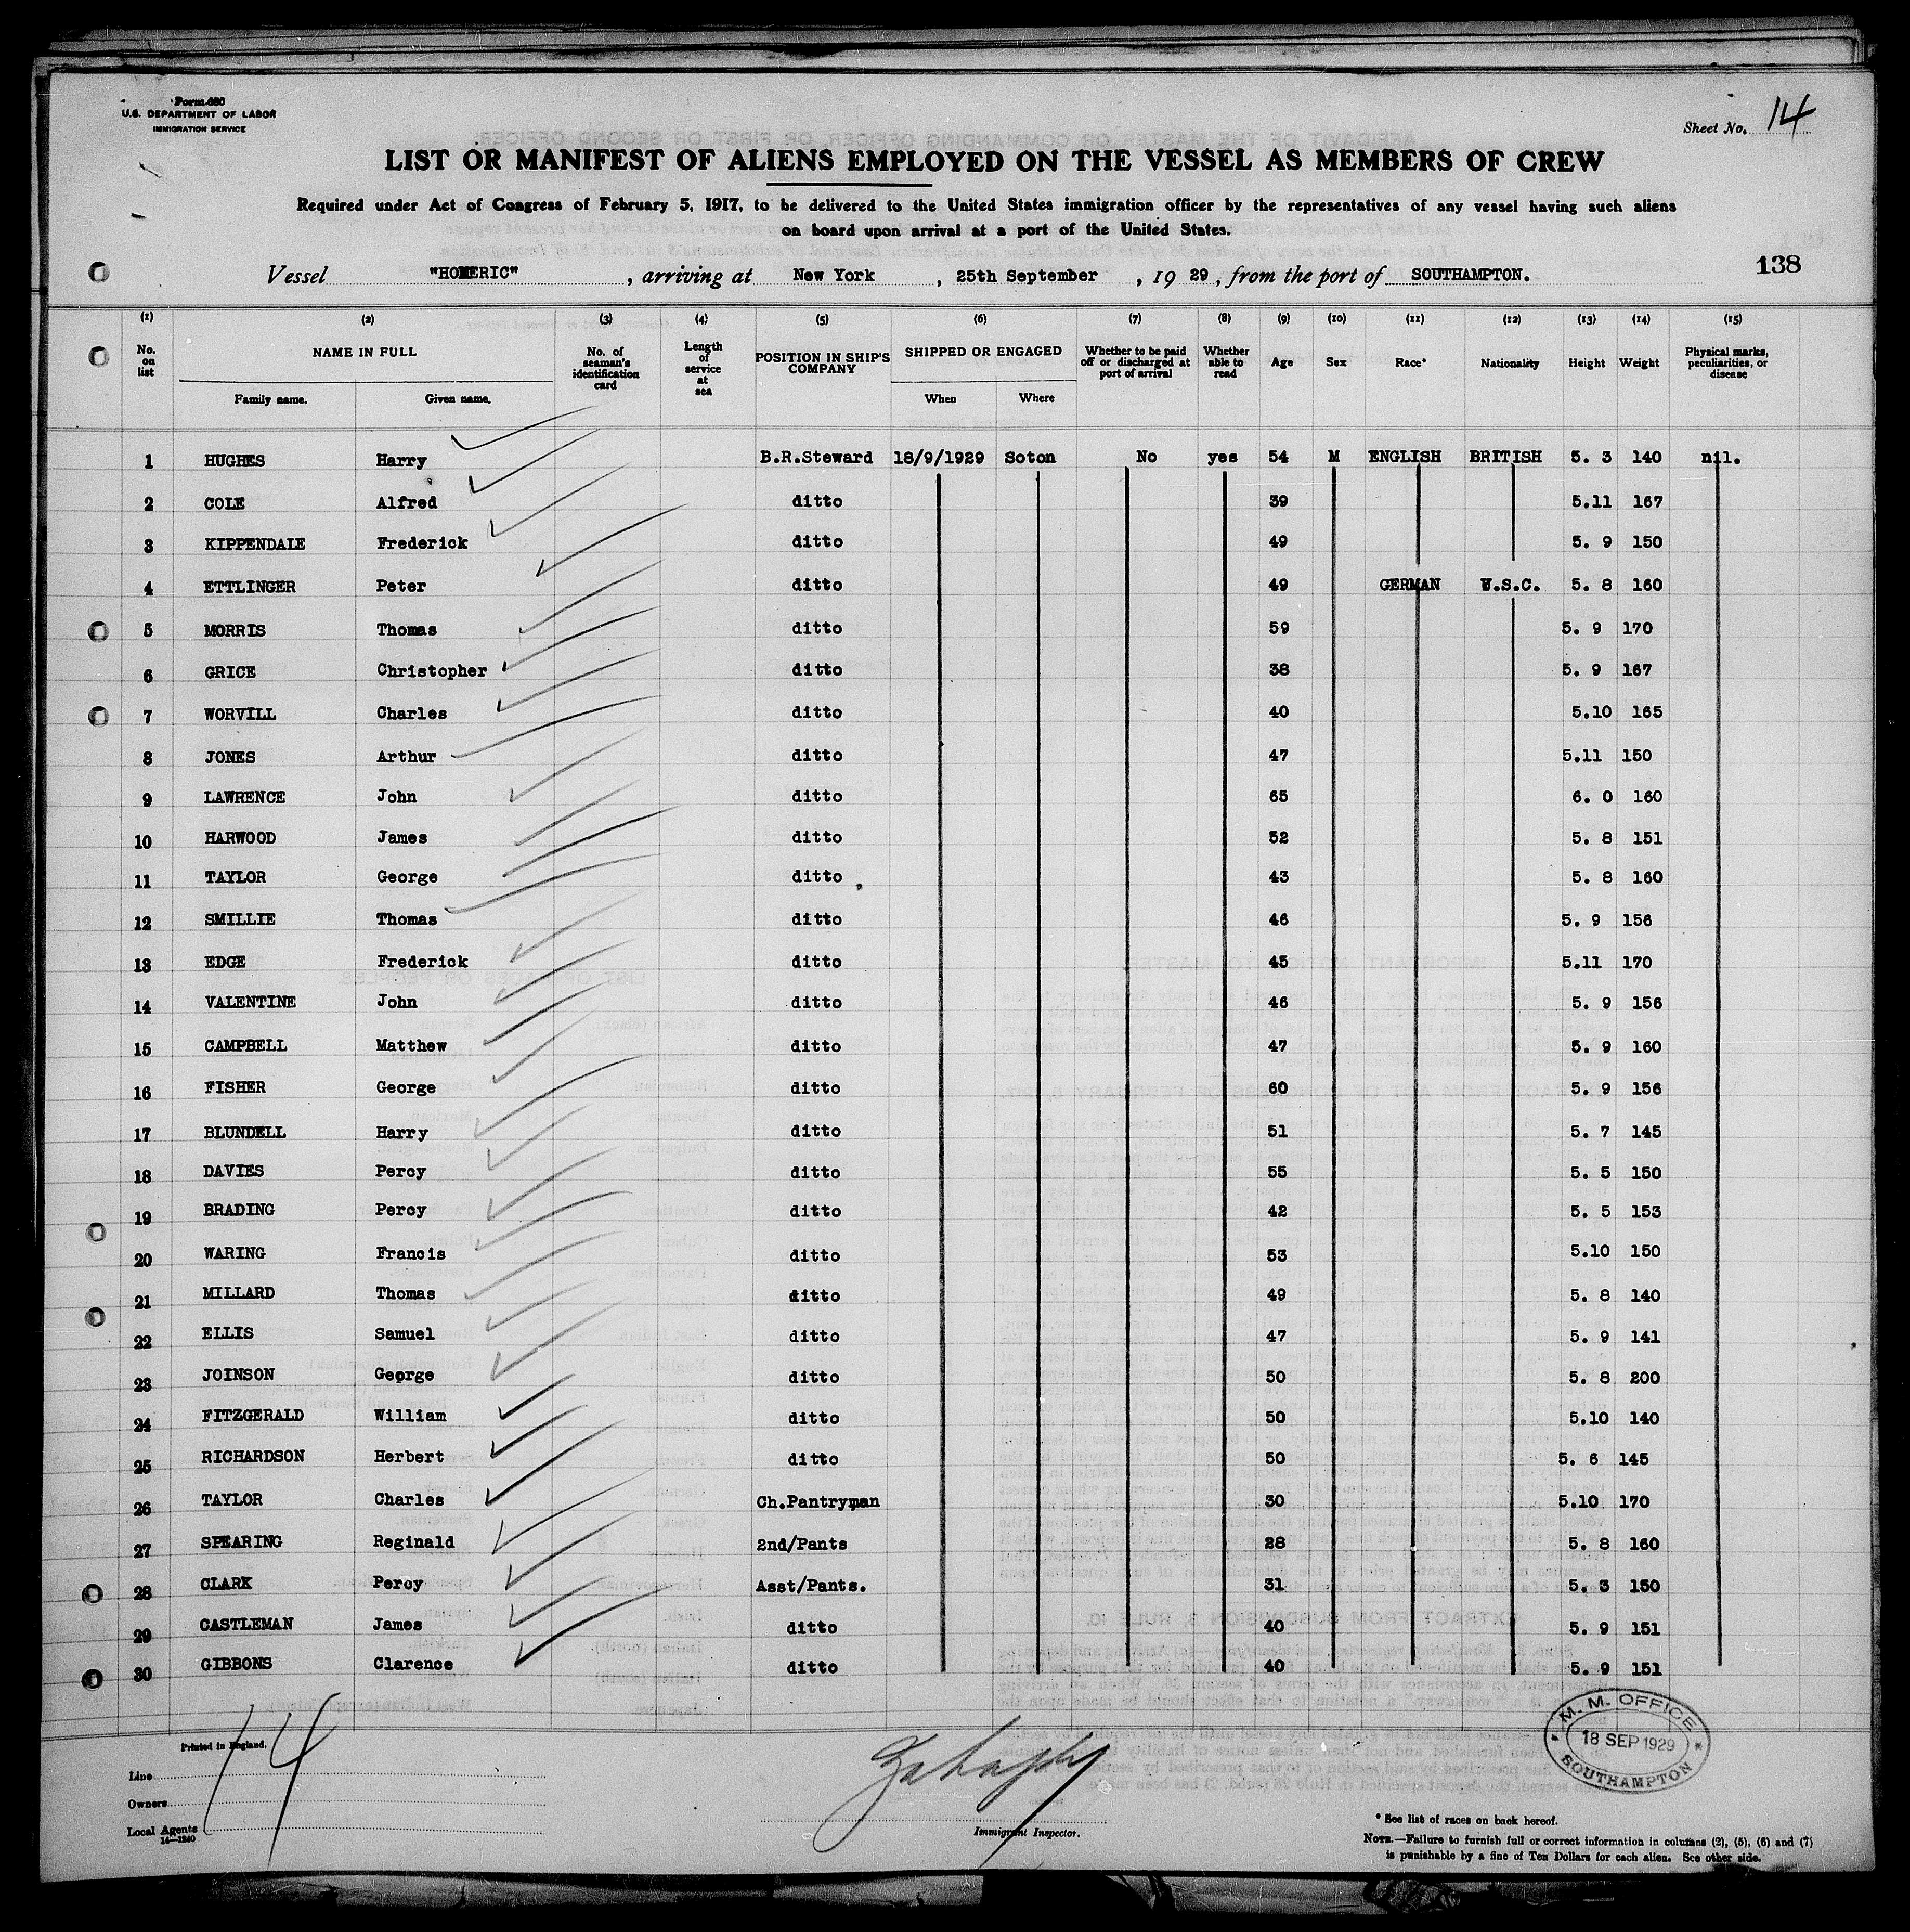 Form 680
U.S. DEPARTMENT OF LABOR
IMMIGRATION SERVICE
Sheet No. 14
LIST OR MANIFEST OF ALIENS EMPLOYED ON THE VESSEL AS MEMBERS OF CREW
Required under Act of Congress of February 5, 1917, to be delivered to the United States immigration officer by the representatives of any vessel having such aliens
on board upon arrival at a port of the United States.
Vessel "HOMERIC", arriving at New York, 25th September, 19 29, from the port of SOUTHAMPTON.
138
(1) (2) (3) (4) (5) (6) (7) (8) (9) (10) (11) (12) (13) (14) (15)
No. on list NAME IN FULL No. of seaman's identification card Length of service at sea POSITION IN SHIP'S COMPANY SHIPPED OR ENGAGED Whether to be paid off or discharged at port of arrival Whether able to read Age Sex Race* Nationality Height Weight Physical marks, peculiarities, or disease
Family name. Given name. When Where
1 HUGHES Harry B.R.Steward 18/9/1929 Soton No yes 54 M ENGLISH BRITISH 5. 3 140 nil.
2 COLE Alfred ditto 39 5.11 167
3 KIPPENDALE Frederick ditto 49 5. 9 150
4 ETTLINGER Peter ditto 49 GERMAN U.S.C. 5. 8 160
5 MORRIS Thomas ditto 59 5. 9 170
6 GRICE Christopher ditto 38 5. 9 167
7 WORVILL Charles ditto 40 5.10 165
8 JONES Arthur ditto 47 5.11 150
9 LAWRENCE John ditto 65 6. 0 160
10 HARWOOD James ditto 52 5. 8 151
11 TAYLOR George ditto 43 5. 8 160
12 SMILLIE Thomas ditto 46 5. 9 156
13 EDGE Frederick ditto 45 5.11 170
14 VALENTINE John ditto 46 5. 9 156
15 CAMPBELL Matthew ditto 47 5. 9 160
16 FISHER George ditto 60 5. 9 156
17 BLUNDELL Harry ditto 51 5. 7 145
18 DAVIES Percy ditto 55 5. 5 150
19 BRADING Percy ditto 42 5. 5 153
20 WARING Francis ditto 53 5.10 150
21 MILLARD Thomas ditto 49 5. 8 140
22 ELLIS Samuel ditto 47 5. 9 141
23 JOINSON George ditto 50 5. 8 200
24 FITZGERALD William ditto 50 5.10 140
25 RICHARDSON Herbert ditto 50 5. 6 145
26 TAYLOR Charles Ch.Pantryman 30 5.10 170
27 SPEARING Reginald 2nd/Pants 28 5. 8 160
28 CLARK Percy Asst/Pants. 31 5. 3 150
29 CASTLEMAN James ditto 40 5. 9 151
30 GIBBONS Clarence ditto 40 5. 9 151
M. M. OFFICE
18 SEP 1929
SOUTHAMPTON
Printed in England.
14
Line
Owners
Local Agents
14—1240
Immigrant Inspector.
* See list of races on back hereof.
NOTE.—Failure to furnish full or correct information in columns (2), (5), (6) and (7)
is punishable by a fine of Ten Dollars for each alien. See other side.